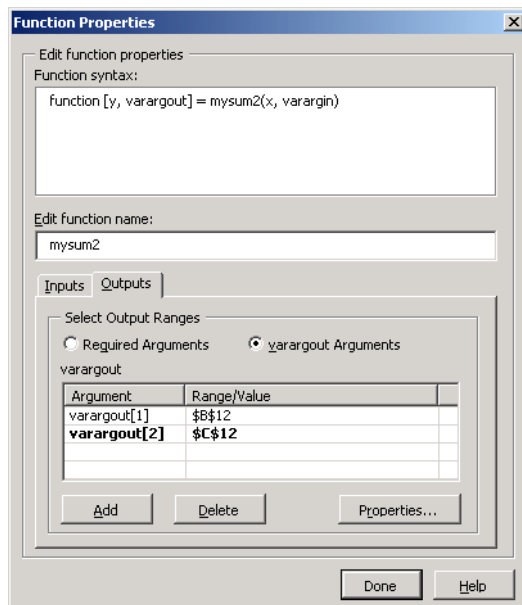 Function Properties
Edit function properties
Function syntax:
function [y, varargout] = mysum2(x, varargin)
Edit function name:
mysum2
Inputs Outputs
Select Output Ranges
Required Arguments varargout Arguments
varargout
Argument Range/Value
varargout[1] $B$12
varargout[2] $C$12
Add Delete Properties...
Done Help